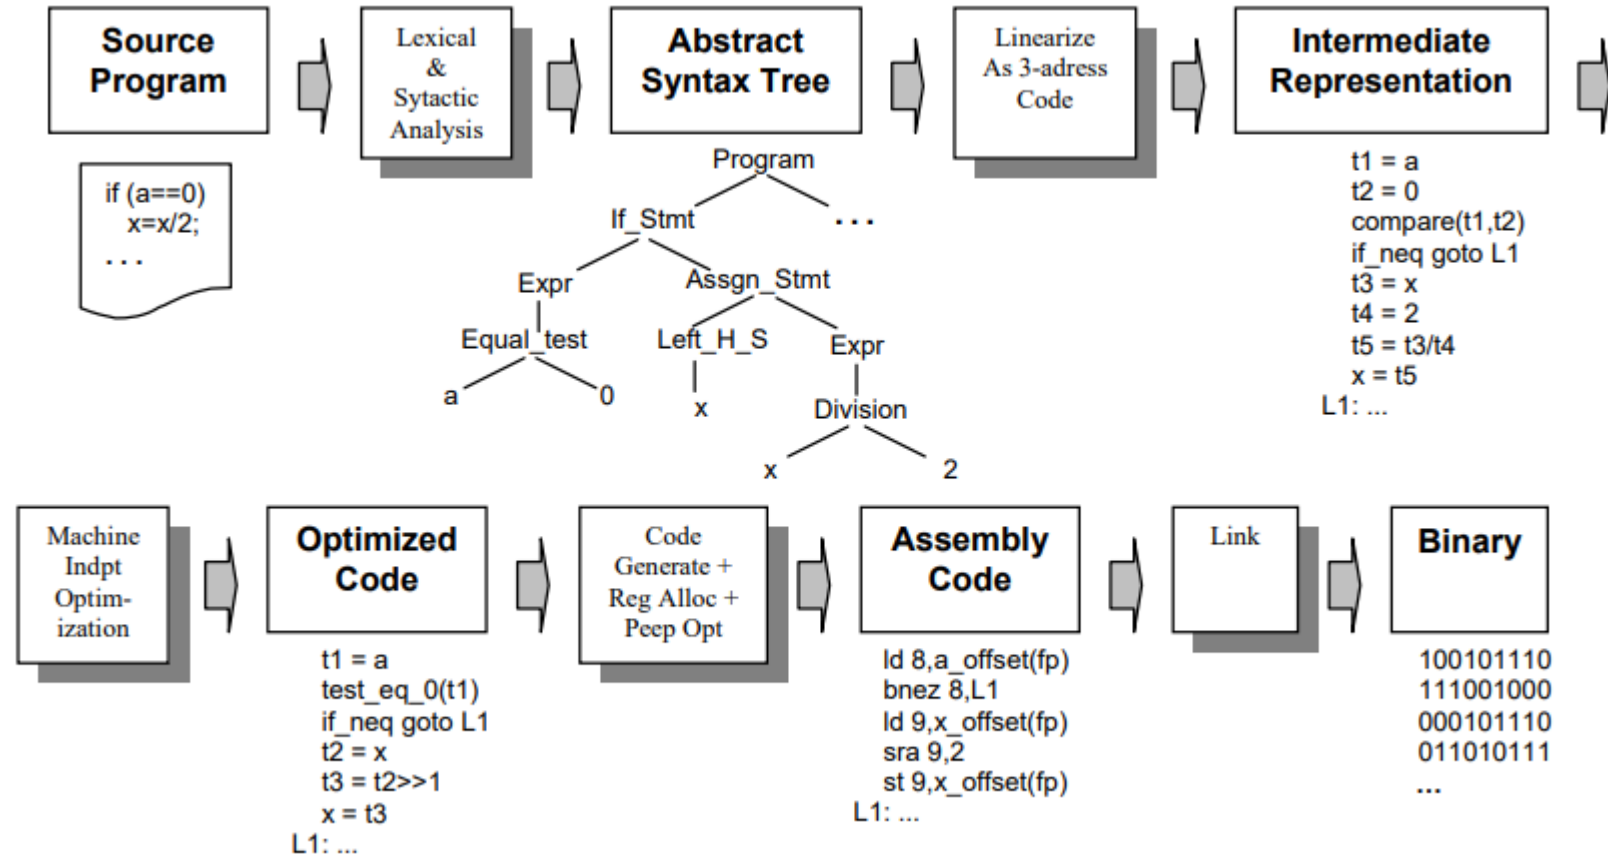 Source
Program
Lexical
&
Sytactic
Analysis
Abstract
Syntax Tree
Linearize
As 3-adress
Code
Intermediate
Representation
if (a==0)
x=x/2;
. . .
Program
If_Stmt
. . .
Expr
Assgn_Stmt
Equal_test
Left_H_S
Expr
a
0
x
Division
x
2
t1 = a
t2 = 0
compare(t1,t2)
if_neq goto L1
t3 = x
t4 = 2
t5 = t3/t4
x = t5
L1: ...
Machine
Indpt
Optim-
ization
Optimized
Code
t1 = a
test_eq_0(t1)
if_neq goto L1
t2 = x
t3 = t2>>1
x = t3
L1: ...
Code
Generate +
Reg Alloc +
Peep Opt
Assembly
Code
ld 8,a_offset(fp)
bnez 8,L1
ld 9,x_offset(fp)
sra 9,2
st 9,x_offset(fp)
L1: ...
Link
Binary
100101110
111001000
000101110
011010111
...